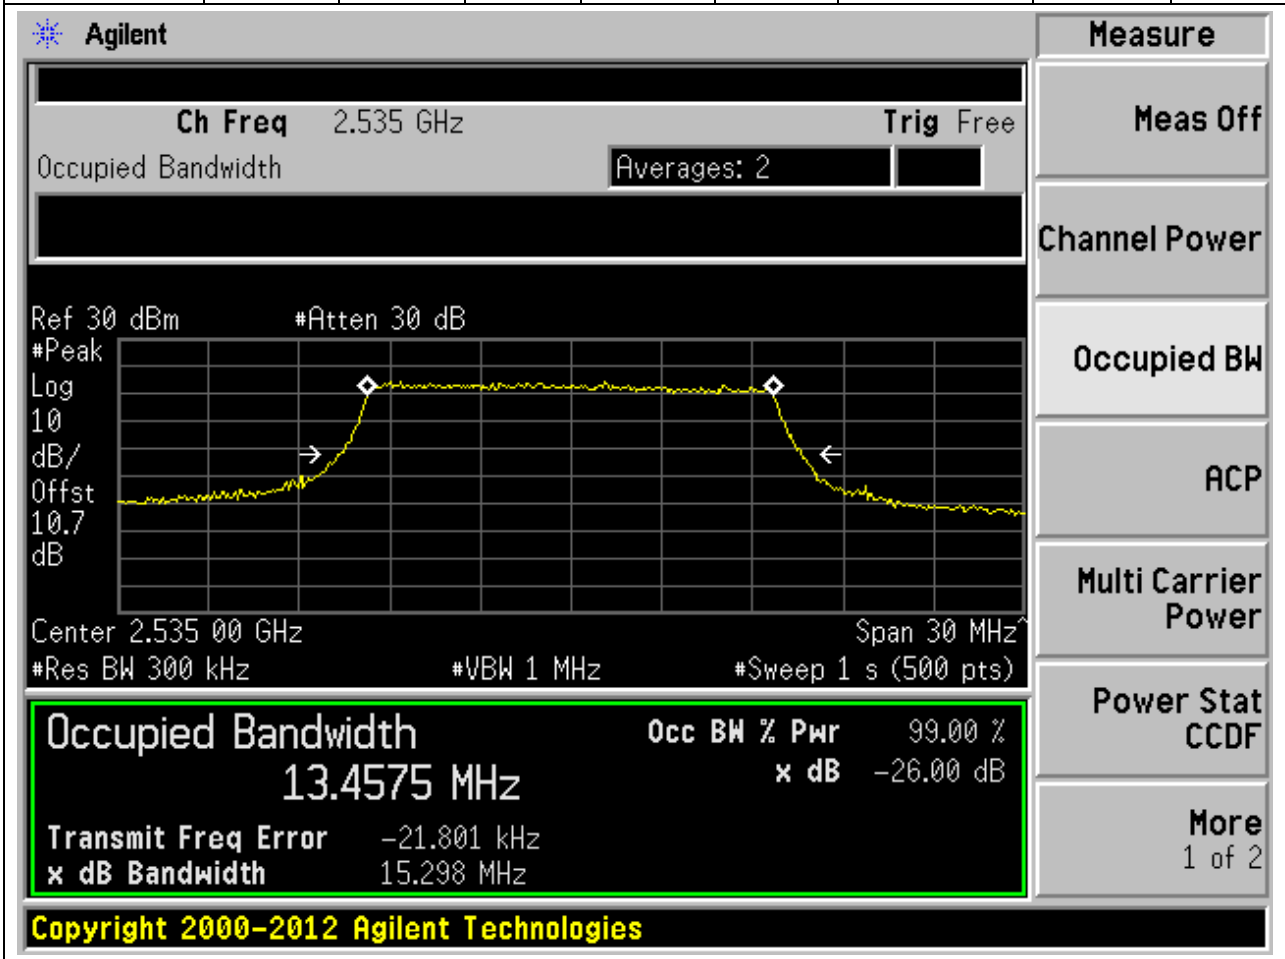 Agilent
Measure
Ch Freq 2.535 GHz Trig Free
Occupied Bandwidth Averages: 2
Meas Off
Channel Power
Occupied BW
ACP
Multi Carrier
Power
Power Stat
CCDF
More
1 of 2
Ref 30 dBm #Atten 30 dB
#Peak
Log
10
dB/
Offst
10.7
dB
Center 2.535 00 GHz Span 30 MHz^
#Res BW 300 kHz #VBW 1 MHz #Sweep 1 s (500 pts)
Occupied Bandwidth Occ BW % Pwr 99.00 %
13.4575 MHz x dB -26.00 dB
Transmit Freq Error -21.801 kHz
x dB Bandwidth 15.298 MHz
Copyright 2000-2012 Agilent Technologies